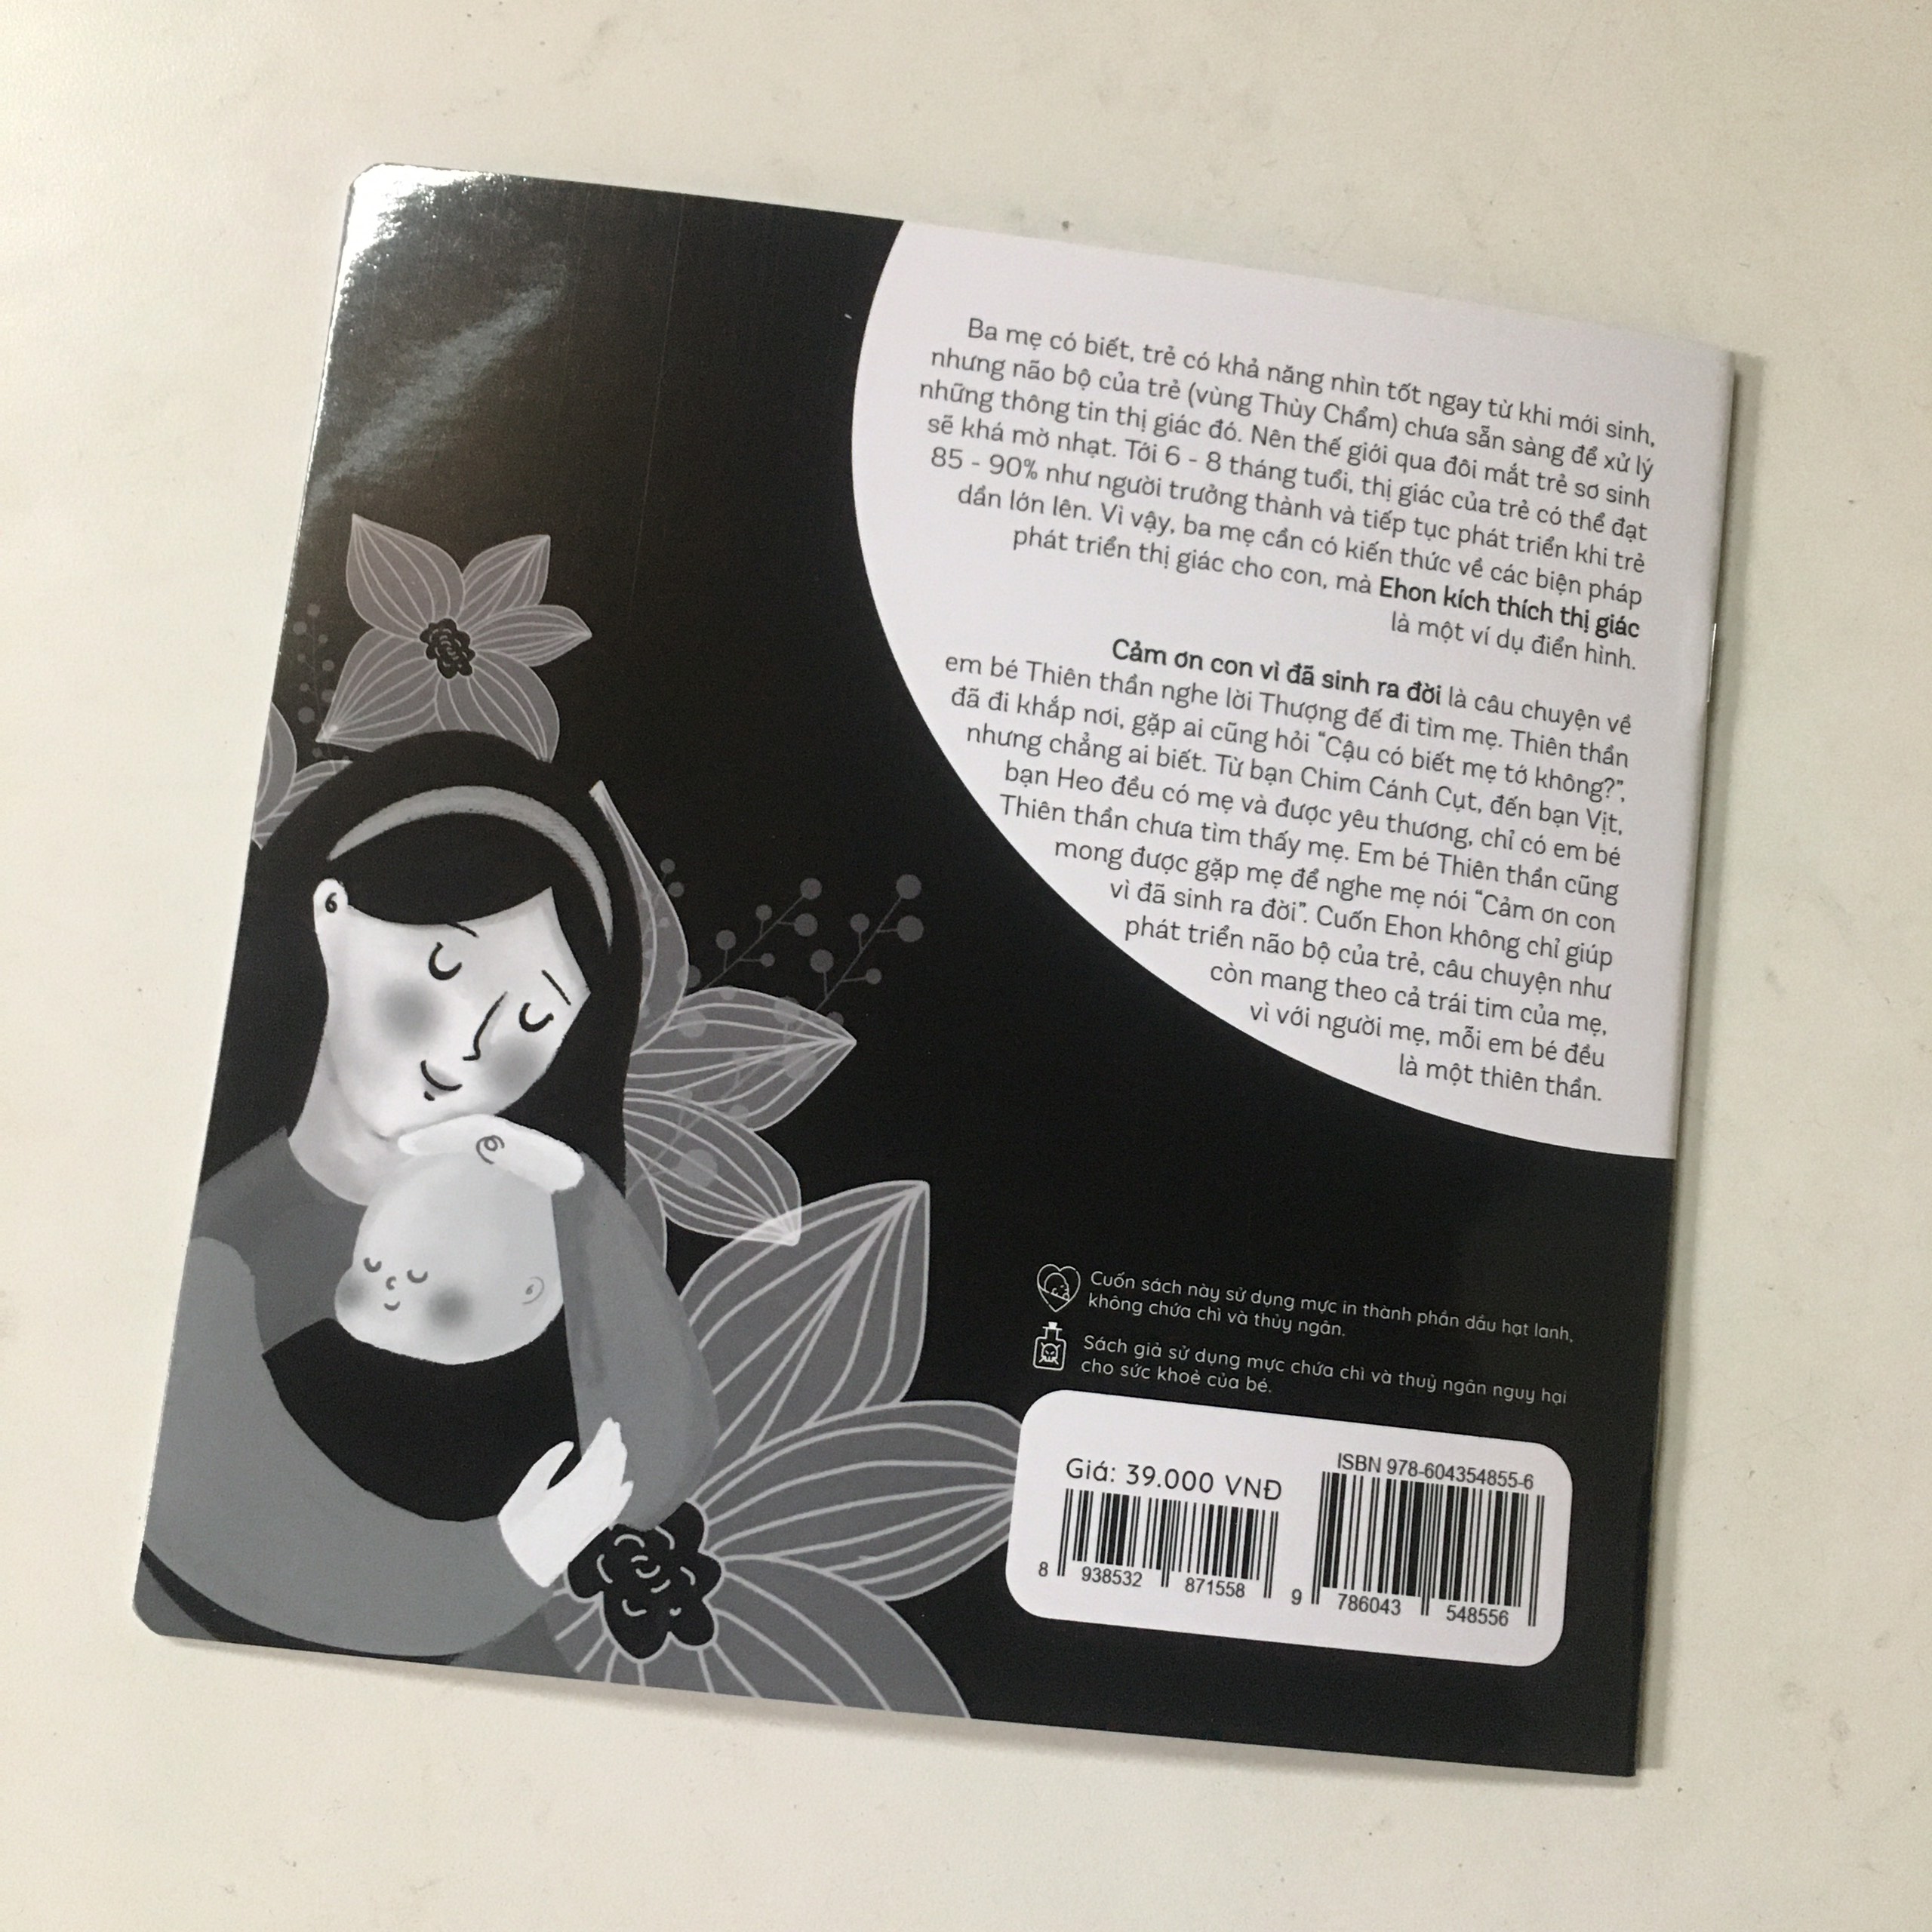 Ba mẹ có biết, trẻ có khả năng nhìn tốt ngay từ khi mới sinh,
nhưng não bộ của trẻ (vùng Thùy Chẩm) chưa sẵn sàng để xử lý
những thông tin thị giác đó. Nên thế giới qua đôi mắt trẻ sơ sinh
sẽ khá mờ nhạt. Tới 6 - 8 tháng tuổi, thị giác của trẻ có thể đạt
85 - 90% như người trưởng thành và tiếp tục phát triển khi trẻ
dần lớn lên. Vì vậy, ba mẹ cần có kiến thức về các biện pháp
phát triển thị giác cho con, mà Ehon kích thích thị giác
là một ví dụ điển hình.
Cảm ơn con vì đã sinh ra đời là câu chuyện về
em bé Thiên thần nghe lời Thượng đế đi tìm mẹ. Thiên thần
đã đi khắp nơi, gặp ai cũng hỏi “Cậu có biết mẹ tớ không?”,
nhưng chẳng ai biết. Từ bạn Chim Cánh Cụt, đến bạn Vịt,
bạn Heo đều có mẹ và được yêu thương, chỉ có em bé
Thiên thần chưa tìm thấy mẹ. Em bé Thiên thần cũng
mong được gặp mẹ để nghe mẹ nói “Cảm ơn con
vì đã sinh ra đời”. Cuốn Ehon không chỉ giúp
phát triển não bộ của trẻ, câu chuyện như
còn mang theo cả trái tim của mẹ,
vì với người mẹ, mỗi em bé đều
là một thiên thần.
Cuốn sách này sử dụng mực in thành phần dầu hạt lanh,
không chứa chì và thủy ngân.
Sách giả sử dụng mực chứa chì và thuỷ ngân nguy hại
cho sức khoẻ của bé.
Giá: 39.000 VNĐ
8 938532 871558
ISBN 978-604354855-6
9 786043 548556